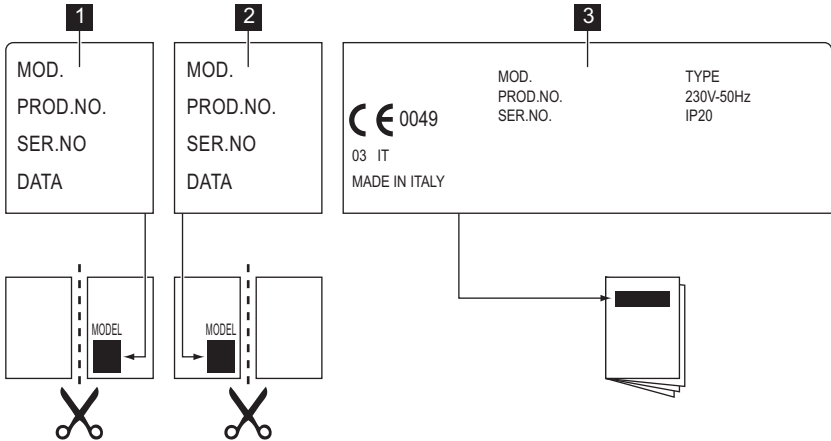 1
MOD.
PROD.NO.
SER.NO
DATA
2
MOD.
PROD.NO.
SER.NO
DATA
3
MOD.
PROD.NO.
SER.NO.
TYPE
230V-50Hz
IP20
CE 0049
03 IT
MADE IN ITALY
MODEL
MODEL